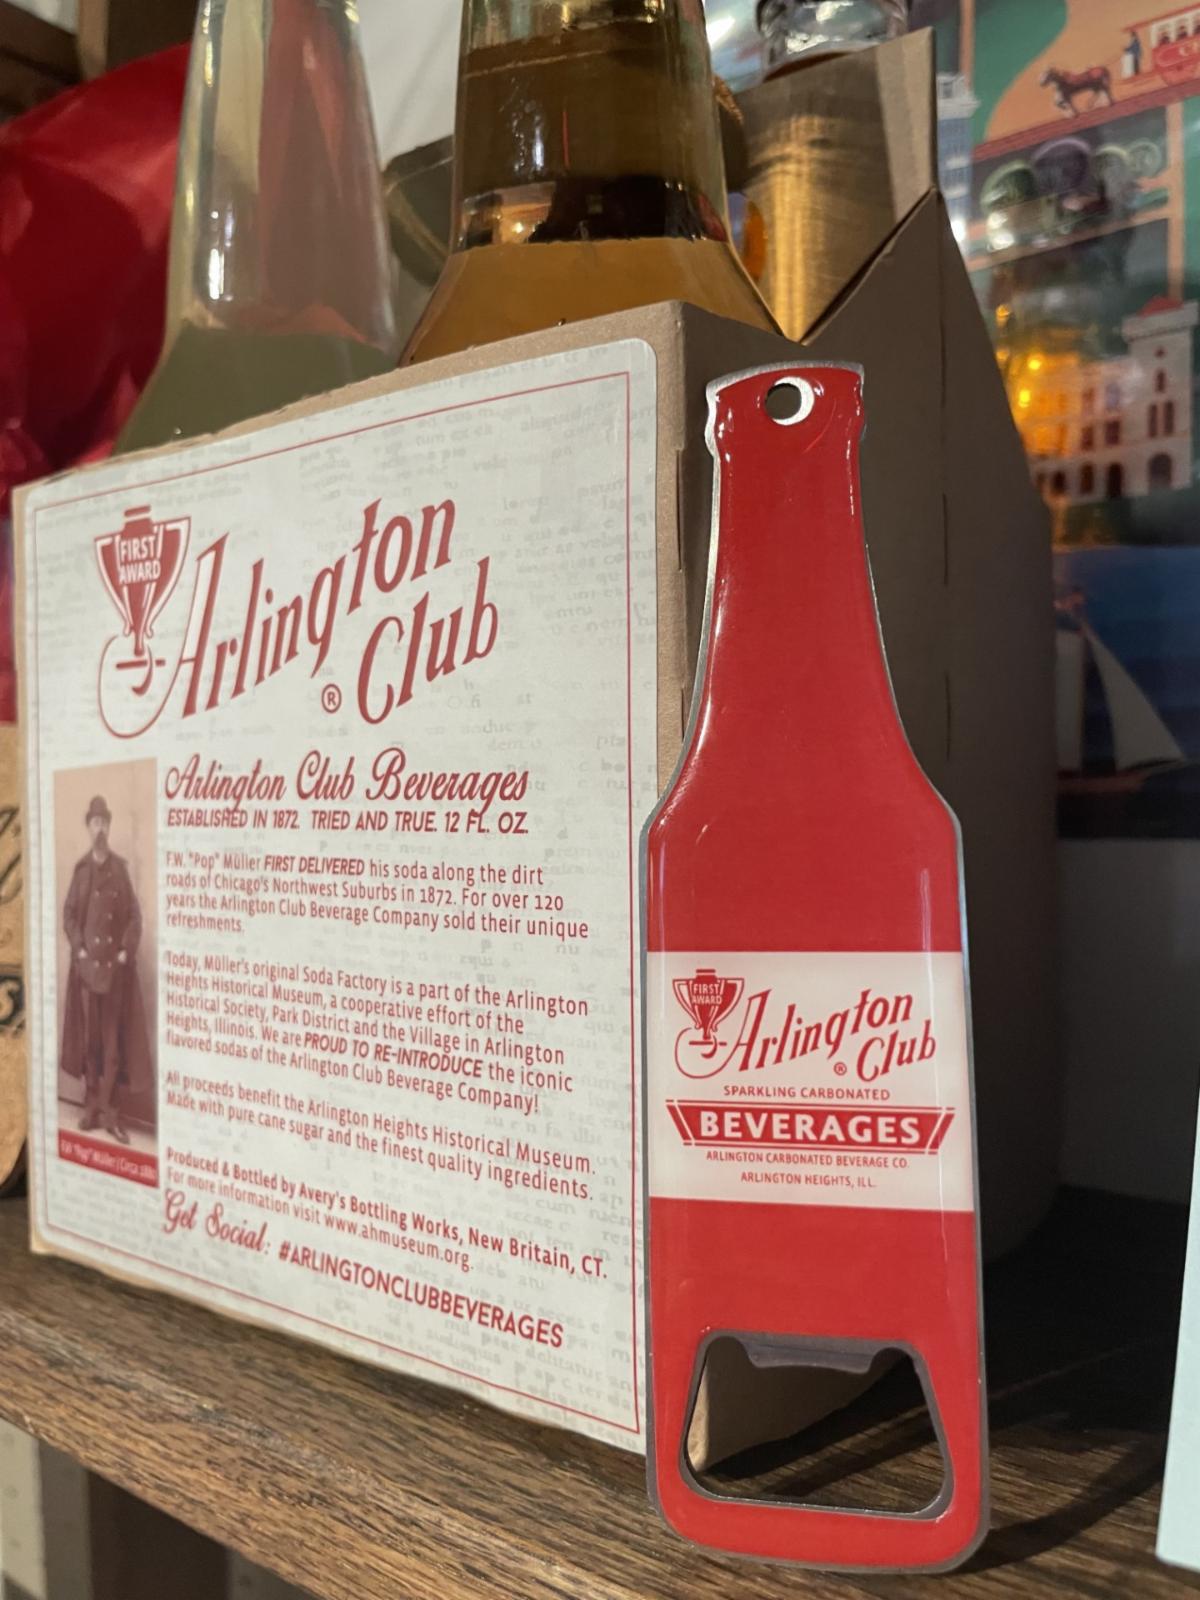 FIRST
AWARD
Arlington
Club
®
Arlington Club Beverages
ESTABLISHED IN 1872. TRIED AND TRUE. 12 FL. OZ.
F.W. "Pop" Müller FIRST DELIVERED his soda along the dirt
roads of Chicago's Northwest Suburbs in 1872. For over 120
years the Arlington Club Beverage Company sold their unique
refreshments.
Today, Müller's original Soda Factory is a part of the Arlington
Heights Historical Museum, a cooperative effort of the
Historical Society, Park District and the Village in Arlington
Heights, Illinois. We are PROUD TO RE-INTRODUCE the iconic
flavored sodas of the Arlington Club Beverage Company!
All proceeds benefit the Arlington Heights Historical Museum.
Made with pure cane sugar and the finest quality ingredients.
Produced & Bottled by Avery's Bottling Works, New Britain, CT.
For more information visit www.ahmuseum.org.
Get Social: #ARLINGTONCLUBBEVERAGES
F.W. "Pop" Müller | Circa 1880
FIRST
AWARD
Arlington
Club
®
SPARKLING CARBONATED
BEVERAGES
ARLINGTON CARBONATED BEVERAGE CO.
ARLINGTON HEIGHTS, ILL.